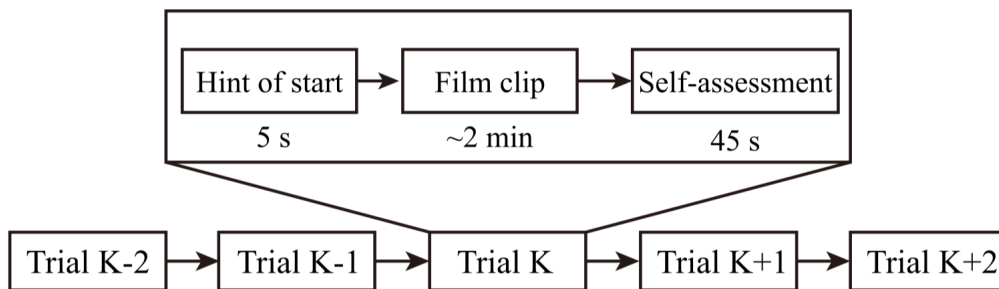 Hint of start
Film clip
Self-assessment
5 s
~2 min
45 s
Trial K-2
Trial K-1
Trial K
Trial K+1
Trial K+2